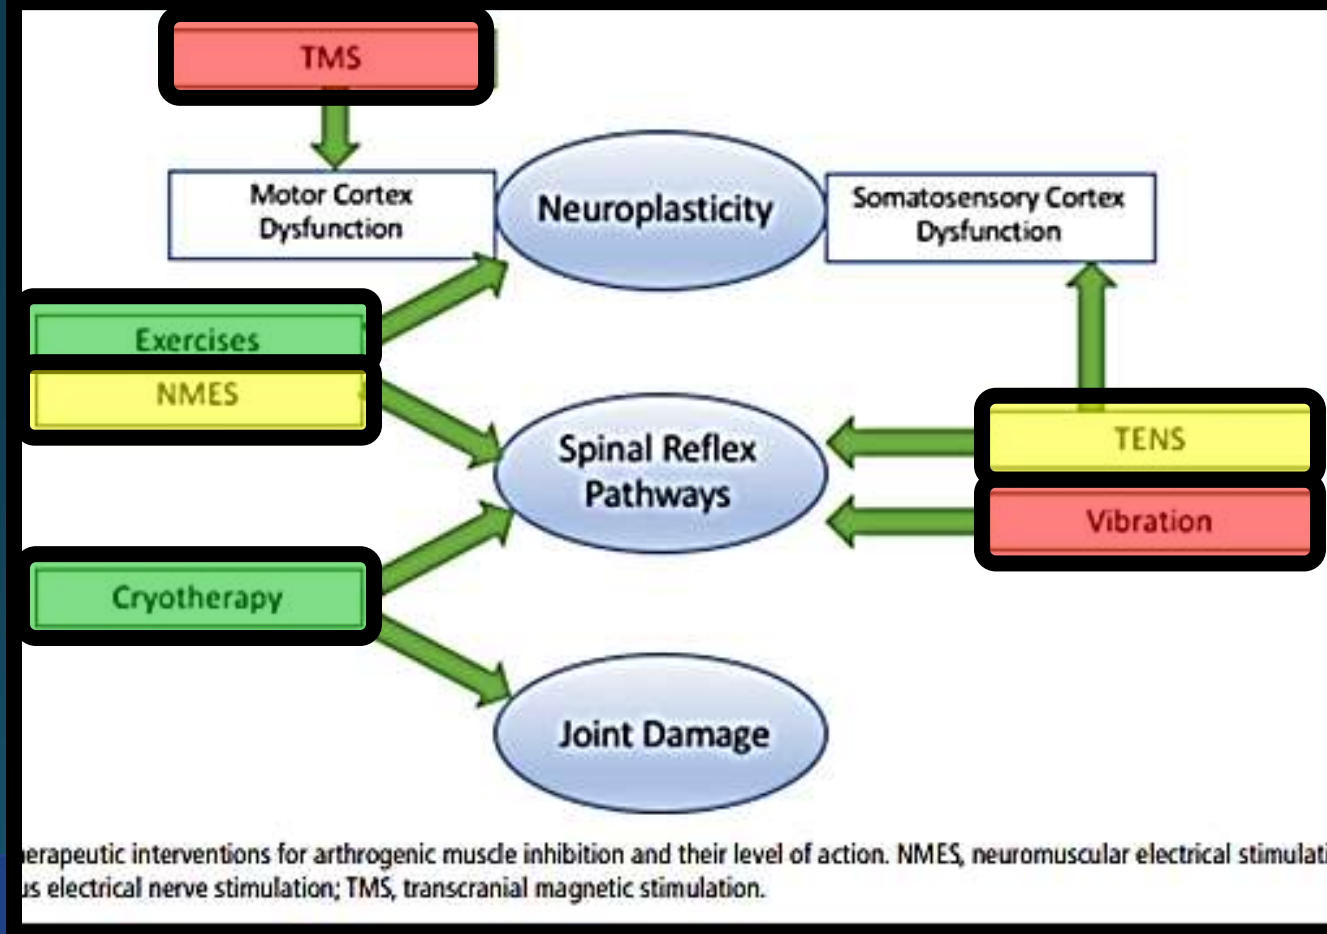 TMS
Motor Cortex
Dysfunction
Neuroplasticity
Somatosensory Cortex
Dysfunction
Exercises
NMES
Spinal Reflex
Pathways
TENS
Vibration
Cryotherapy
Joint Damage
erapeutic interventions for arthrogenic muscle inhibition and their level of action. NMES, neuromuscular electrical stimulati
us electrical nerve stimulation; TMS, transcranial magnetic stimulation.